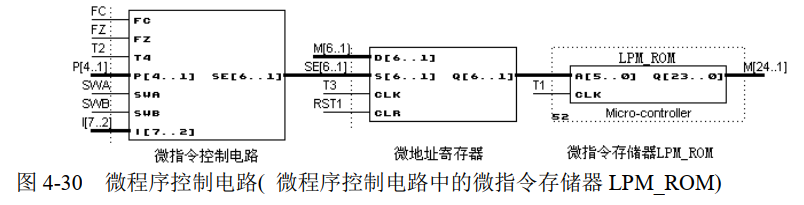 FC
FZ
T2
P[4..1]
SWA
SWB
I[7..2]
FC
FZ
T4
P[4..1] SE[6..1]
SWA
SWB
I[7..2]
微指令控制电路
M[6..1]
SE[6..1]
T3
RST1
D[6..1]
S[6..1] Q[6..1]
CLK
CLR
微地址寄存器
LPM_ROM
T1
A[5..0] Q[23..0]
CLK
M[24..1]
52
Micro-controller
微指令存储器LPM_ROM
图 4-30 微程序控制电路( 微程序控制电路中的微指令存储器 LPM_ROM)